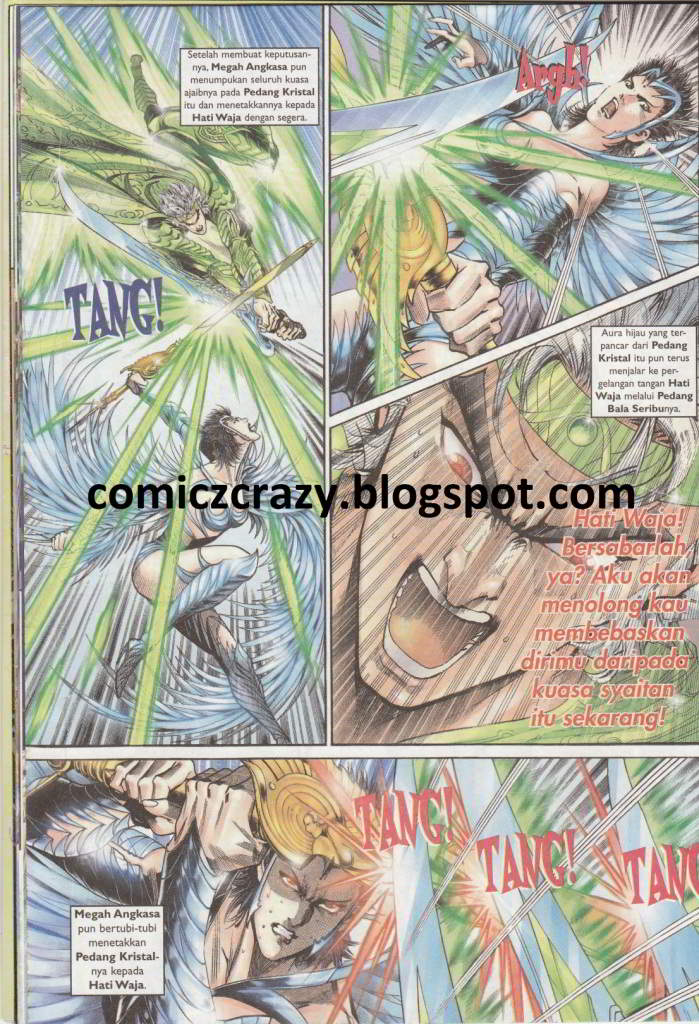 Setelah membuat keputusan-
nya, Megah Angkasa pun
menumpukan seluruh kuasa
ajaibnya pada Pedang Kristal
itu dan menetakkannya kepada
Hati Waja dengan segera.
TANG!
Argh!
Aura hijau yang ter-
pancar dari Pedang
Kristal itu pun terus
menjalar ke per-
gelangan tangan Hati
Waja melalui Pedang
Bala Seribunya.
comiczcrazy.blogspot.com
Hati Waja!
Bersabarlah
ya? Aku akan
menolong kau
membebaskan
dirimu daripada
kuasa syaitan
itu sekarang!
TANG!
TANG!
TANG
Megah Angkasa
pun bertubi-tubi
menetakkan
Pedang Kristal-
nya kepada
Hati Waja.